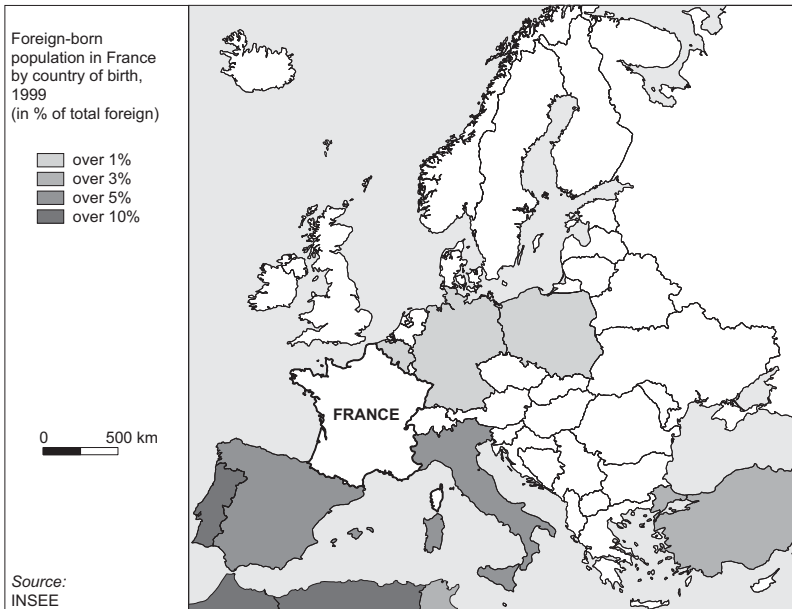 Foreign-born
population in France
by country of birth,
1999
(in % of total foreign)
over 1%
over 3%
over 5%
over 10%
FRANCE
0 500 km
Source:
INSEE